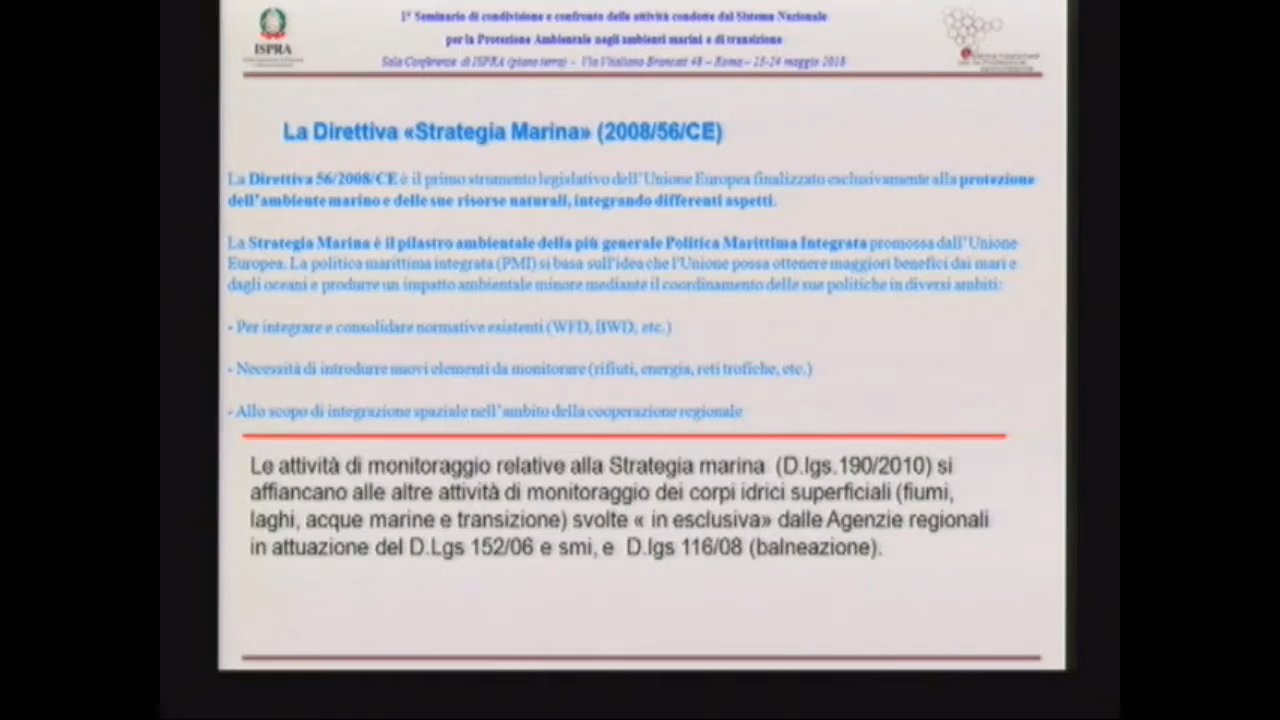 1° Seminario di condivisione e confronto delle attività condotte dal Sistema Nazionale
per la Protezione Ambientale negli ambienti marini e di transizione
Sala Conferenze di ISPRA (piano terra) - Via Vitaliano Brancati 48 – Roma – 23-24 maggio 2018
ISPRA
La Direttiva «Strategia Marina» (2008/56/CE)
La Direttiva 56/2008/CE è il primo strumento legislativo dell'Unione Europea finalizzato esclusivamente alla protezione
dell'ambiente marino e delle sue risorse naturali, integrando differenti aspetti.
La Strategia Marina è il pilastro ambientale della più generale Politica Marittima Integrata promossa dall'Unione
Europea. La politica marittima integrata (PMI) si basa sull'idea che l'Unione possa ottenere maggiori benefici dai mari e
dagli oceani e produrre un impatto ambientale minore mediante il coordinamento delle sue politiche in diversi ambiti:
- Per integrare e consolidare normative esistenti (WFD, BWD, etc.)
- Necessità di introdurre nuovi elementi da monitorare (rifiuti, energia, reti trofiche, etc.)
- Allo scopo di integrazione spaziale nell'ambito della cooperazione regionale
Le attività di monitoraggio relative alla Strategia marina (D.lgs.190/2010) si
affiancano alle altre attività di monitoraggio dei corpi idrici superficiali (fiumi,
laghi, acque marine e transizione) svolte « in esclusiva» dalle Agenzie regionali
in attuazione del D.Lgs 152/06 e smi, e D.lgs 116/08 (balneazione).